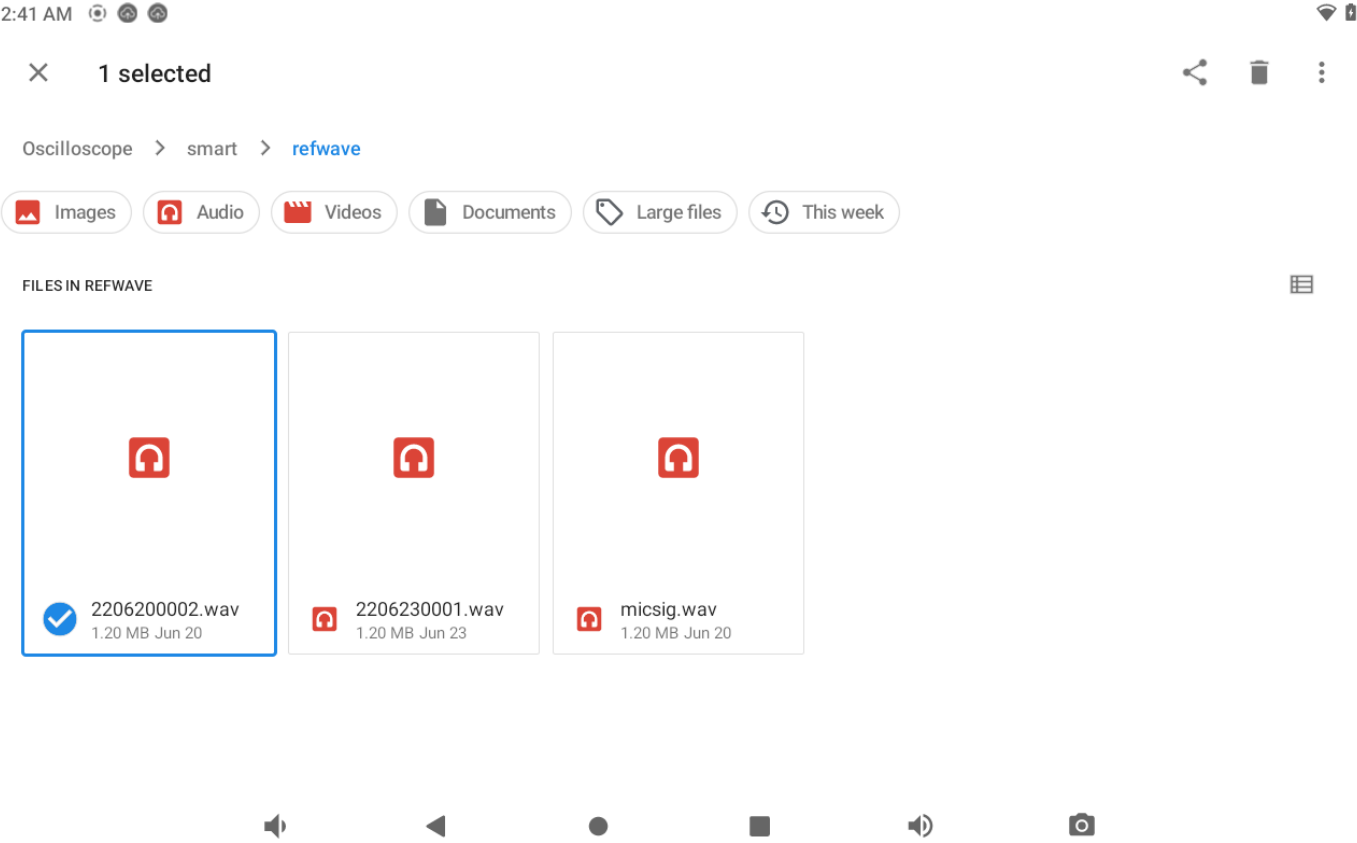 2:41 AM
1 selected
Oscilloscope smart refwave
Images Audio Videos Documents Large files This week
FILES IN REFWAVE
2206200002.wav
1.20 MB Jun 20
2206230001.wav
1.20 MB Jun 23
micsig.wav
1.20 MB Jun 20